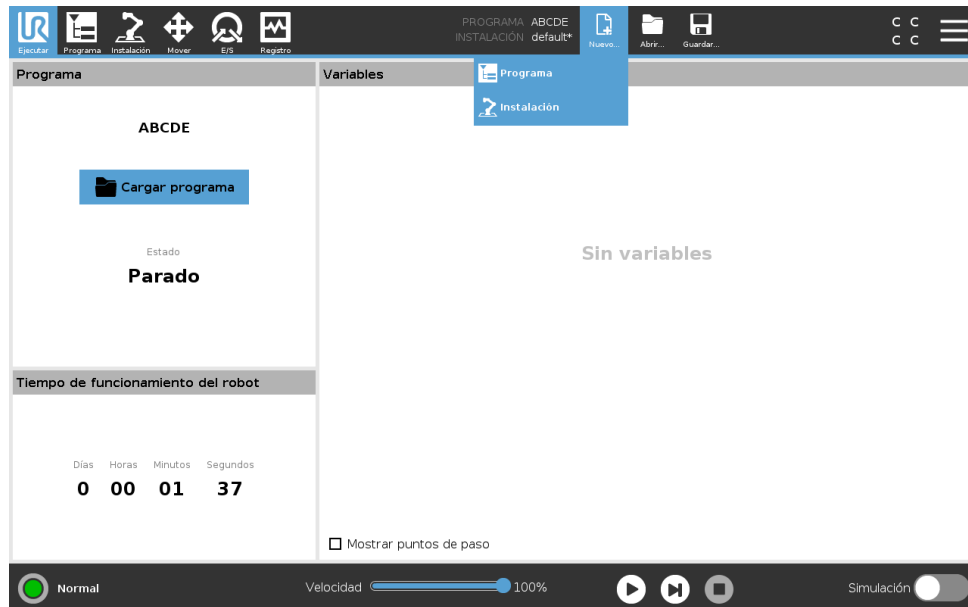 UR
Ejecutar
Programa
Instalación
Mover
E/S
Registro
PROGRAMA ABCDE
INSTALACIÓN default*
Nuevo...
Abrir...
Guardar...
C C
C C
Programa
Instalación
Programa
ABCDE
Cargar programa
Estado
Parado
Variables
Sin variables
Mostrar puntos de paso
Tiempo de funcionamiento del robot
Días Horas Minutos Segundos
0 00 01 37
Normal
Velocidad 100%
Simulación